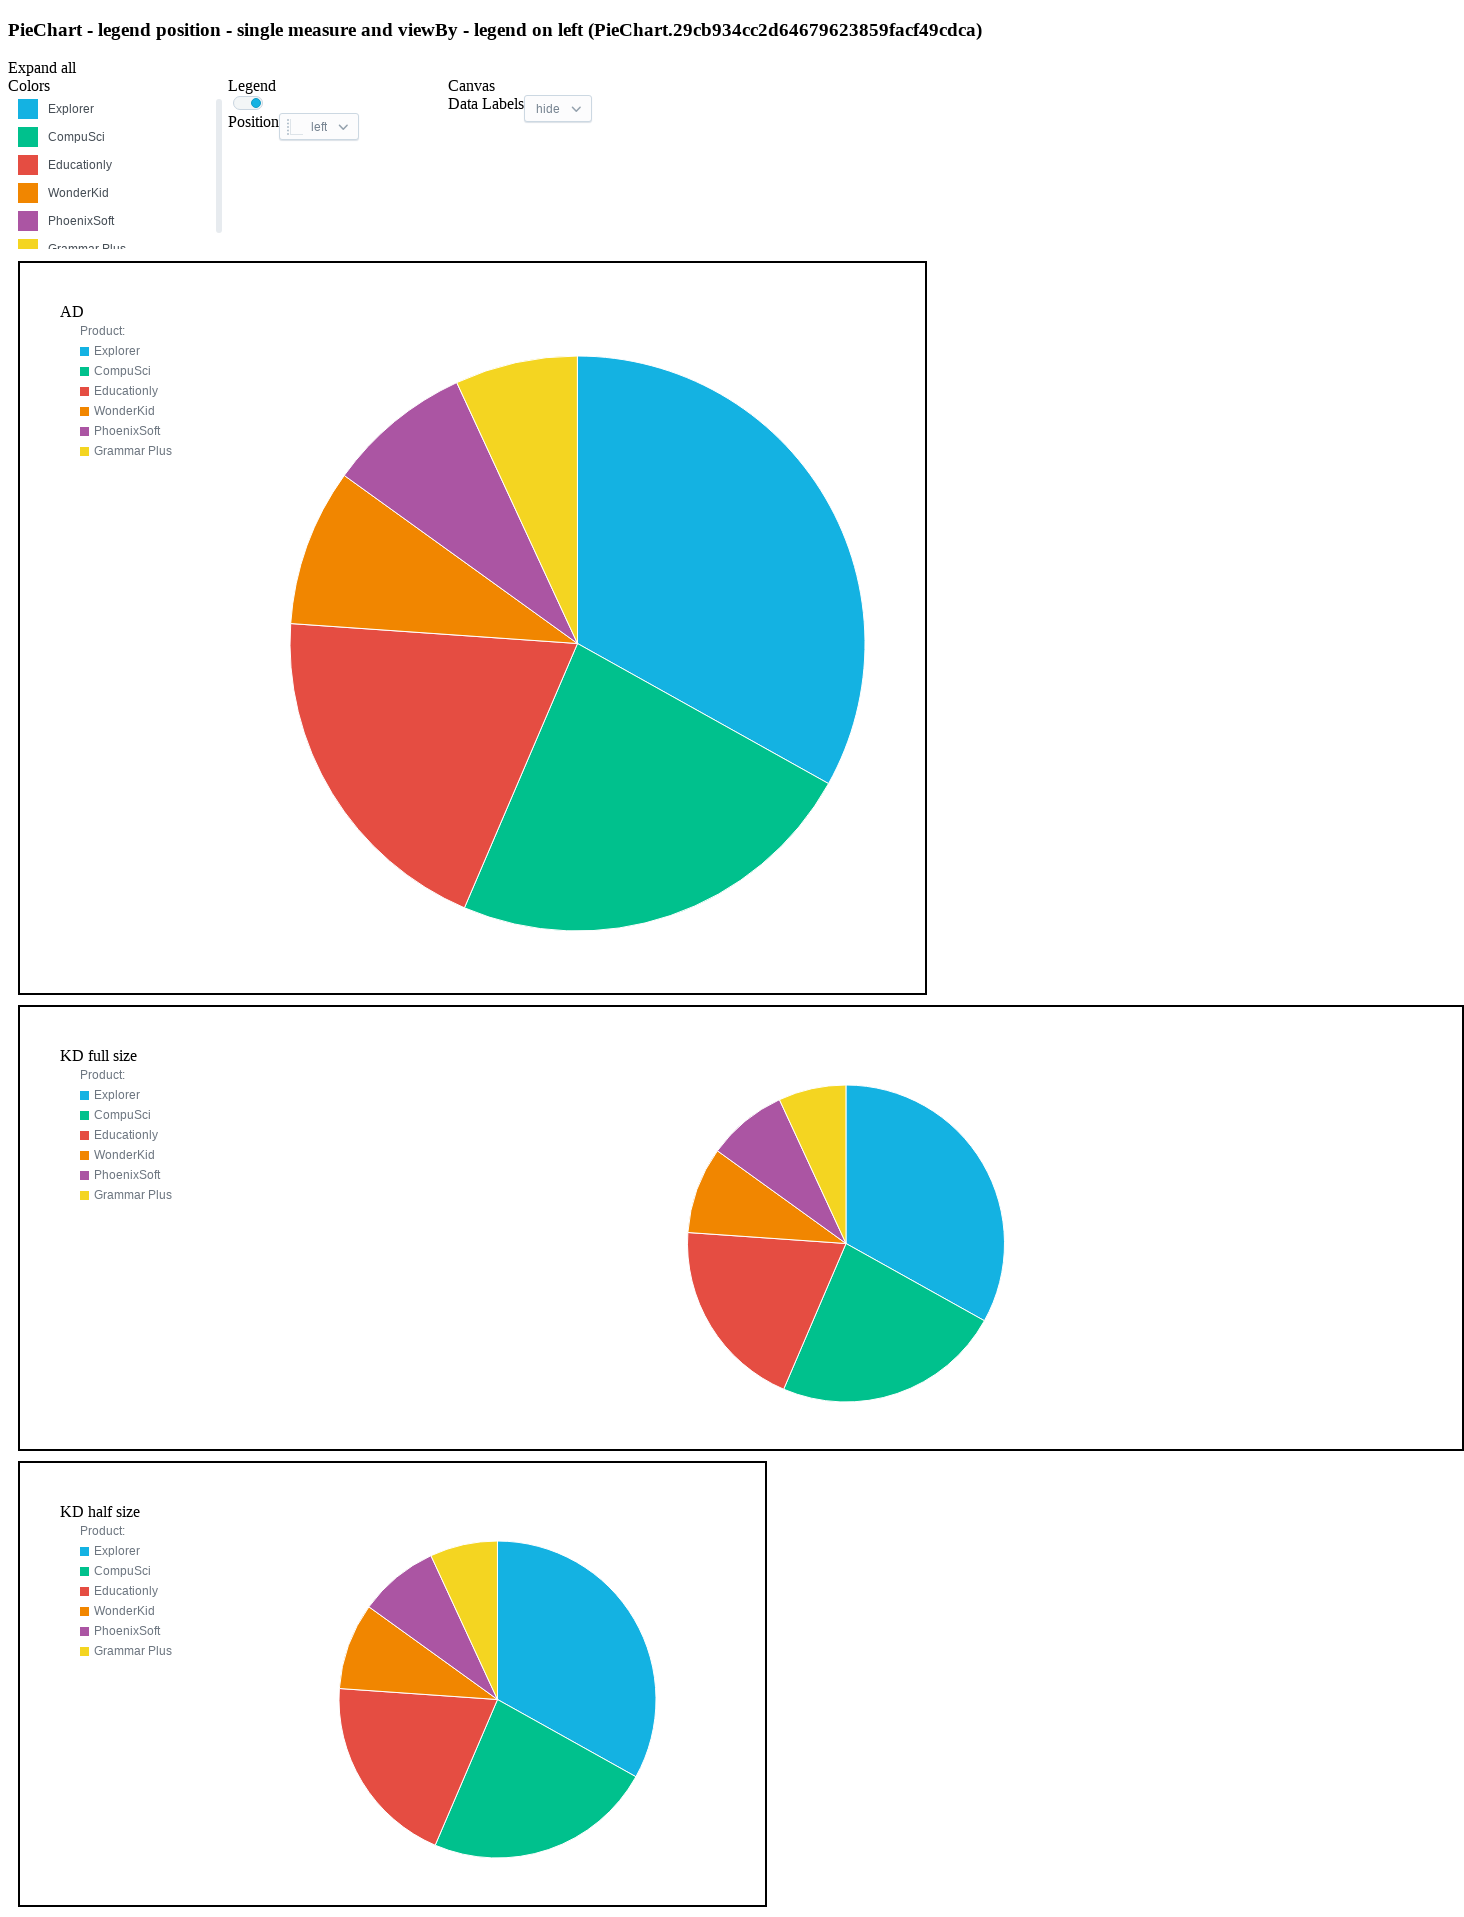 PieChart - legend position - single measure and viewBy - legend on left (PieChart.29cb934cc2d64679623859facf49cdca)
Expand all
Colors
Explorer
CompuSci
Educationly
WonderKid
PhoenixSoft
Grammar Plus
Legend
Position
left
Canvas
Data Labels
hide
AD
Product:
Explorer
CompuSci
Educationly
WonderKid
PhoenixSoft
Grammar Plus
KD full size
Product:
Explorer
CompuSci
Educationly
WonderKid
PhoenixSoft
Grammar Plus
KD half size
Product:
Explorer
CompuSci
Educationly
WonderKid
PhoenixSoft
Grammar Plus